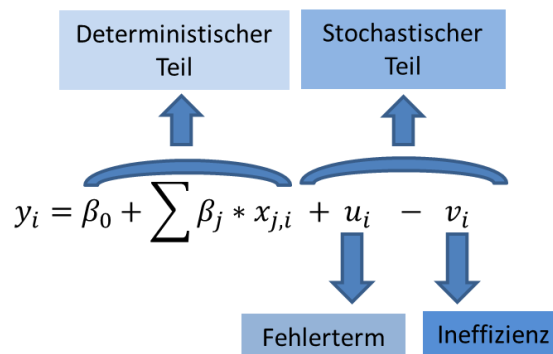 Deterministischer
Teil
Stochastischer
Teil
y_i = β_0 + ∑ β_j * x_{j,i} + u_i - v_i
Fehlerterm
Ineffizienz